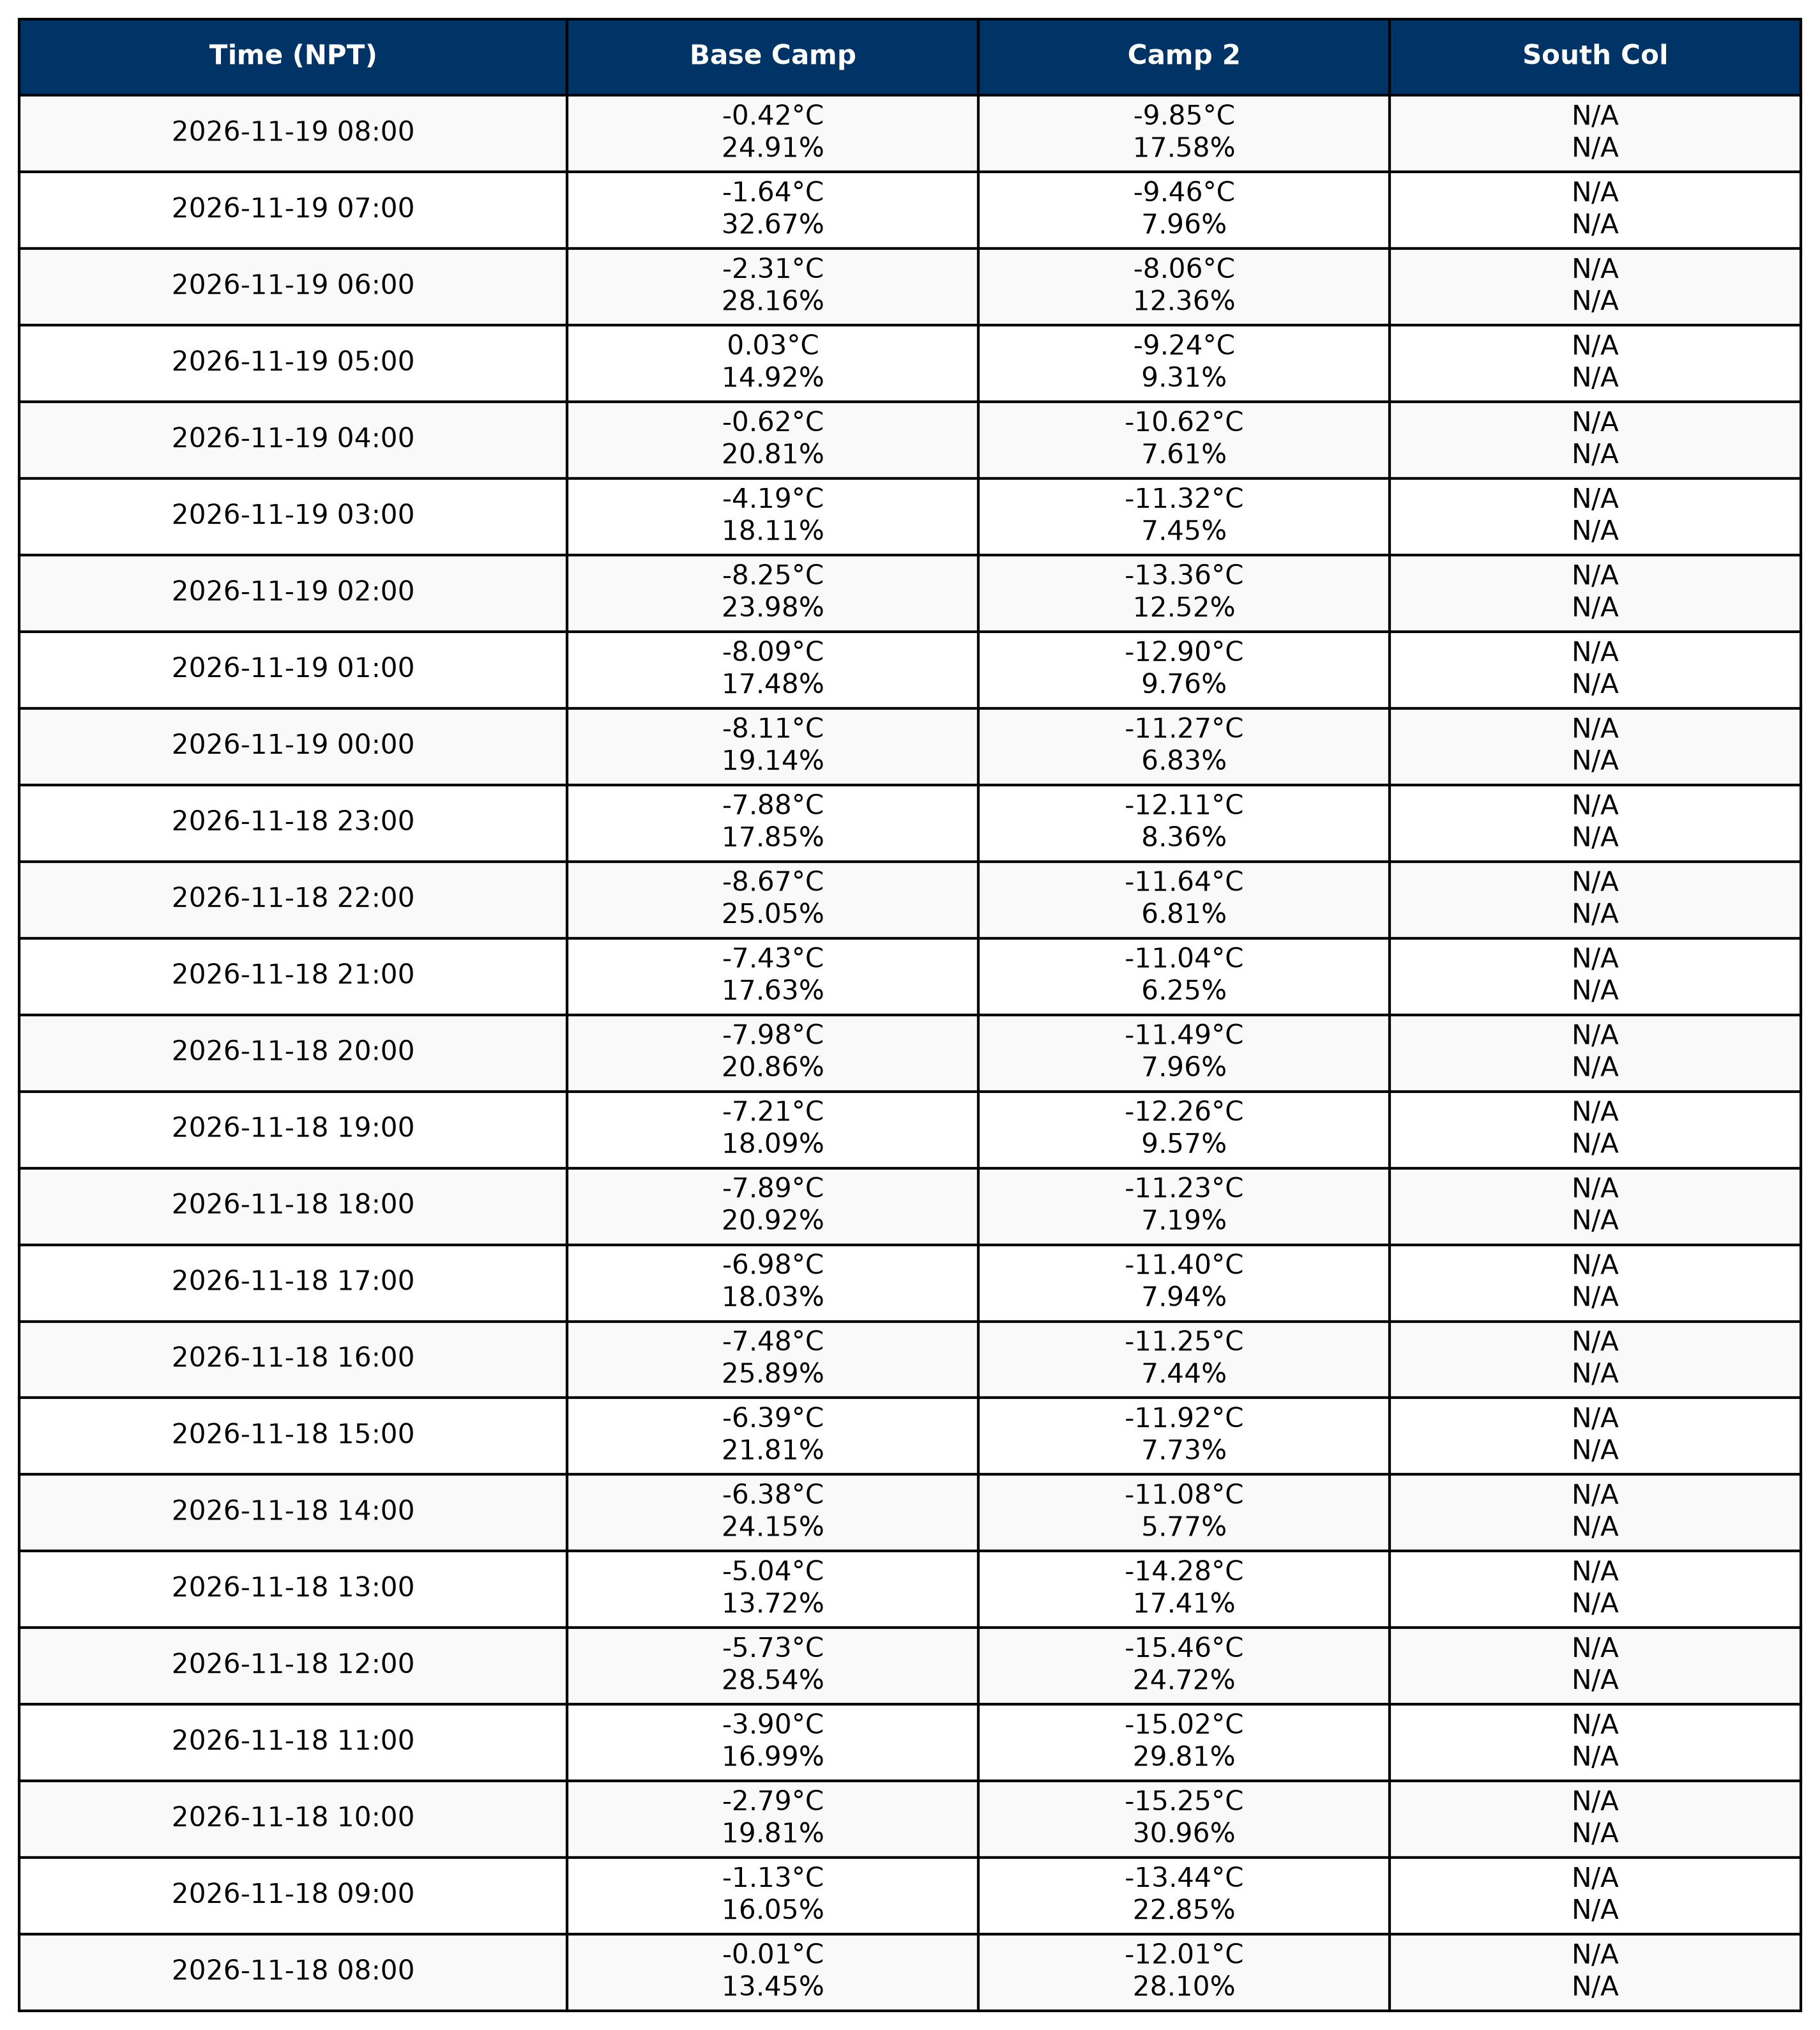 Time (NPT) Base Camp Camp 2 South Col
2026-11-19 08:00 -0.42°C -9.85°C N/A
24.91% 17.58% N/A
2026-11-19 07:00 -1.64°C -9.46°C N/A
32.67% 7.96% N/A
2026-11-19 06:00 -2.31°C -8.06°C N/A
28.16% 12.36% N/A
2026-11-19 05:00 0.03°C -9.24°C N/A
14.92% 9.31% N/A
2026-11-19 04:00 -0.62°C -10.62°C N/A
20.81% 7.61% N/A
2026-11-19 03:00 -4.19°C -11.32°C N/A
18.11% 7.45% N/A
2026-11-19 02:00 -8.25°C -13.36°C N/A
23.98% 12.52% N/A
2026-11-19 01:00 -8.09°C -12.90°C N/A
17.48% 9.76% N/A
2026-11-19 00:00 -8.11°C -11.27°C N/A
19.14% 6.83% N/A
2026-11-18 23:00 -7.88°C -12.11°C N/A
17.85% 8.36% N/A
2026-11-18 22:00 -8.67°C -11.64°C N/A
25.05% 6.81% N/A
2026-11-18 21:00 -7.43°C -11.04°C N/A
17.63% 6.25% N/A
2026-11-18 20:00 -7.98°C -11.49°C N/A
20.86% 7.96% N/A
2026-11-18 19:00 -7.21°C -12.26°C N/A
18.09% 9.57% N/A
2026-11-18 18:00 -7.89°C -11.23°C N/A
20.92% 7.19% N/A
2026-11-18 17:00 -6.98°C -11.40°C N/A
18.03% 7.94% N/A
2026-11-18 16:00 -7.48°C -11.25°C N/A
25.89% 7.44% N/A
2026-11-18 15:00 -6.39°C -11.92°C N/A
21.81% 7.73% N/A
2026-11-18 14:00 -6.38°C -11.08°C N/A
24.15% 5.77% N/A
2026-11-18 13:00 -5.04°C -14.28°C N/A
13.72% 17.41% N/A
2026-11-18 12:00 -5.73°C -15.46°C N/A
28.54% 24.72% N/A
2026-11-18 11:00 -3.90°C -15.02°C N/A
16.99% 29.81% N/A
2026-11-18 10:00 -2.79°C -15.25°C N/A
19.81% 30.96% N/A
2026-11-18 09:00 -1.13°C -13.44°C N/A
16.05% 22.85% N/A
2026-11-18 08:00 -0.01°C -12.01°C N/A
13.45% 28.10% N/A